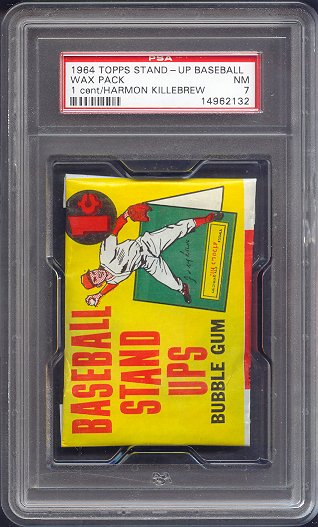 PSA
1964 TOPPS STAND-UP BASEBALL
WAX PACK NM
1 cent/HARMON KILLEBREW 7
14962132
1¢
BASEBALL
STAND
UPS
BUBBLE GUM